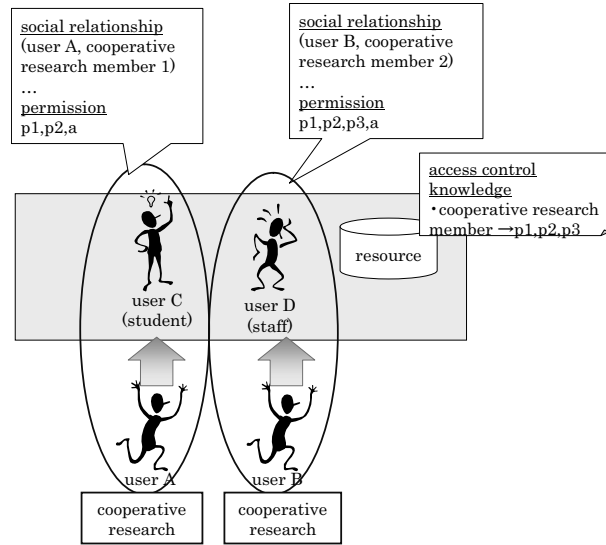 social relationship
(user A, cooperative
research member 1)
…
permission
p1,p2,a
social relationship
(user B, cooperative
research member 2)
…
permission
p1,p2,p3,a
access control
knowledge
・cooperative research
member →p1,p2,p3
resource
user C
(student)
user D
(staff)
user A
user B
cooperative
research
cooperative
research